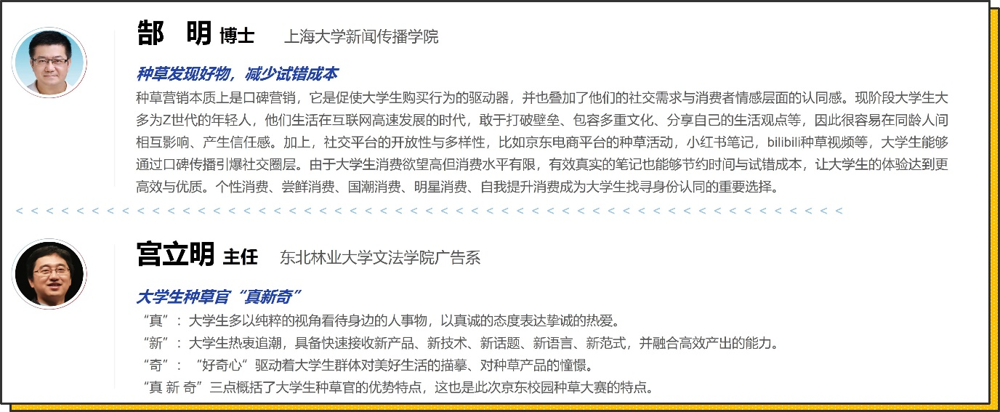 郜 明 博士 上海大学新闻传播学院
种草发现好物，减少试错成本
种草营销本质上是口碑营销，它是促使大学生购买行为的驱动器，并也叠加了他们的社交需求与消费者情感层面的认同感。现阶段大学生大
多为Z世代的年轻人，他们生活在互联网高速发展的时代，敢于打破壁垒、包容多重文化、分享自己的生活观点等，因此很容易在同龄人间
相互影响、产生信任感。加上，社交平台的开放性与多样性，比如京东电商平台的种草活动，小红书笔记，bilibili种草视频等，大学生能够
通过口碑传播引爆社交圈层。由于大学生消费欲望高但消费水平有限，有效真实的笔记也能够节约时间与试错成本，让大学生的体验达到更
高效与优质。个性消费、尝鲜消费、国潮消费、明星消费、自我提升消费成为大学生找寻身份认同的重要选择。
宫立明 主任 东北林业大学文法学院广告系
大学生种草官“真新奇”
“真”：大学生多以纯粹的视角看待身边的人事物，以真诚的态度表达挚诚的热爱。
“新”：大学生热衷追潮，具备快速接收新产品、新技术、新话题、新语言、新范式，并融合高效产出的能力。
“奇”：“好奇心”驱动着大学生群体对美好生活的描摹、对种草产品的憧憬。
“真 新 奇”三点概括了大学生种草官的优势特点，这也是此次京东校园种草大赛的特点。